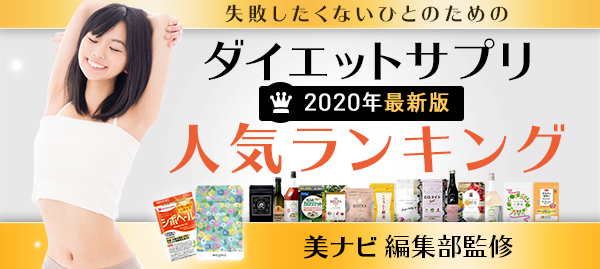 失敗したくないひとのための
ダイエットサプリ
2020年最新版
人気ランキング
シボヘール
美ナビ 編集部監修